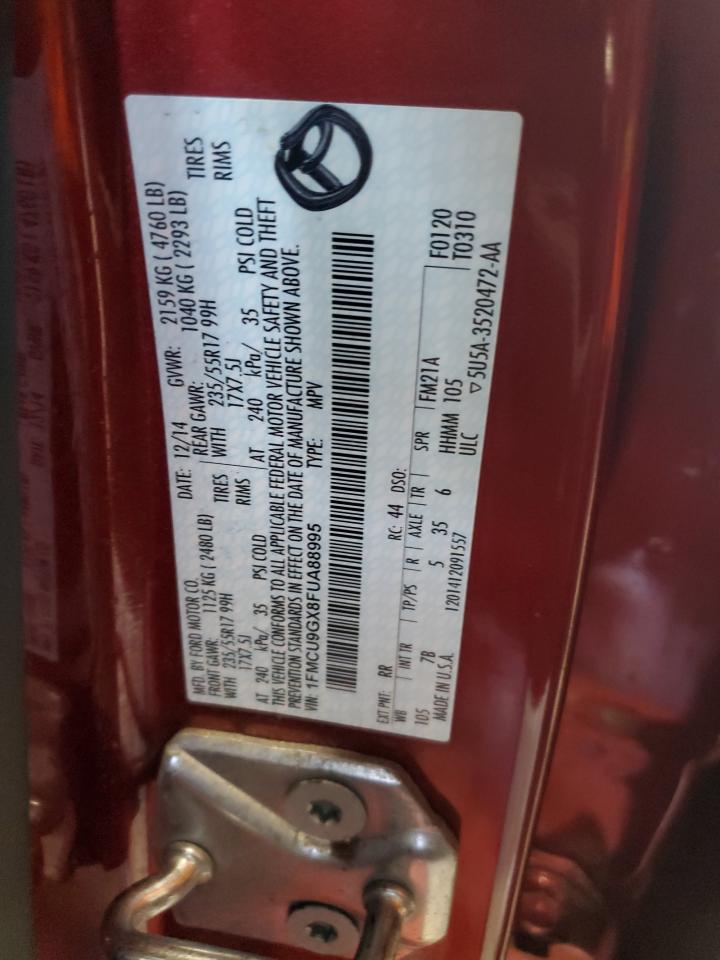 MFD. BY FORD MOTOR CO. DATE: 12/14 GVWR: 2159 KG ( 4760 LB)
FRONT GAWR: 1125 KG ( 2480 LB) REAR GAWR: 1040 KG ( 2293 LB)
WITH 235/55R17 99H TIRES WITH 235/55R17 99H TIRES
17X7.5J RIMS 17X7.5J RIMS
AT 240 kPa/ 35 PSI COLD AT 240 kPa/ 35 PSI COLD
THIS VEHICLE CONFORMS TO ALL APPLICABLE FEDERAL MOTOR VEHICLE SAFETY AND THEFT
PREVENTION STANDARDS IN EFFECT ON THE DATE OF MANUFACTURE SHOWN ABOVE.
VIN: 1FMCU9GX8FUA88995 TYPE: MPV
EXT PNT: RR RC: 44 DSO:
WB INT TR TP/PS R AXLE TR SPR FM21A F0120
105 7B 5 35 6 HHMM 105 T0310
MADE IN U.S.A. 1201412091557 ULC ▽5U5A-3520472-AA